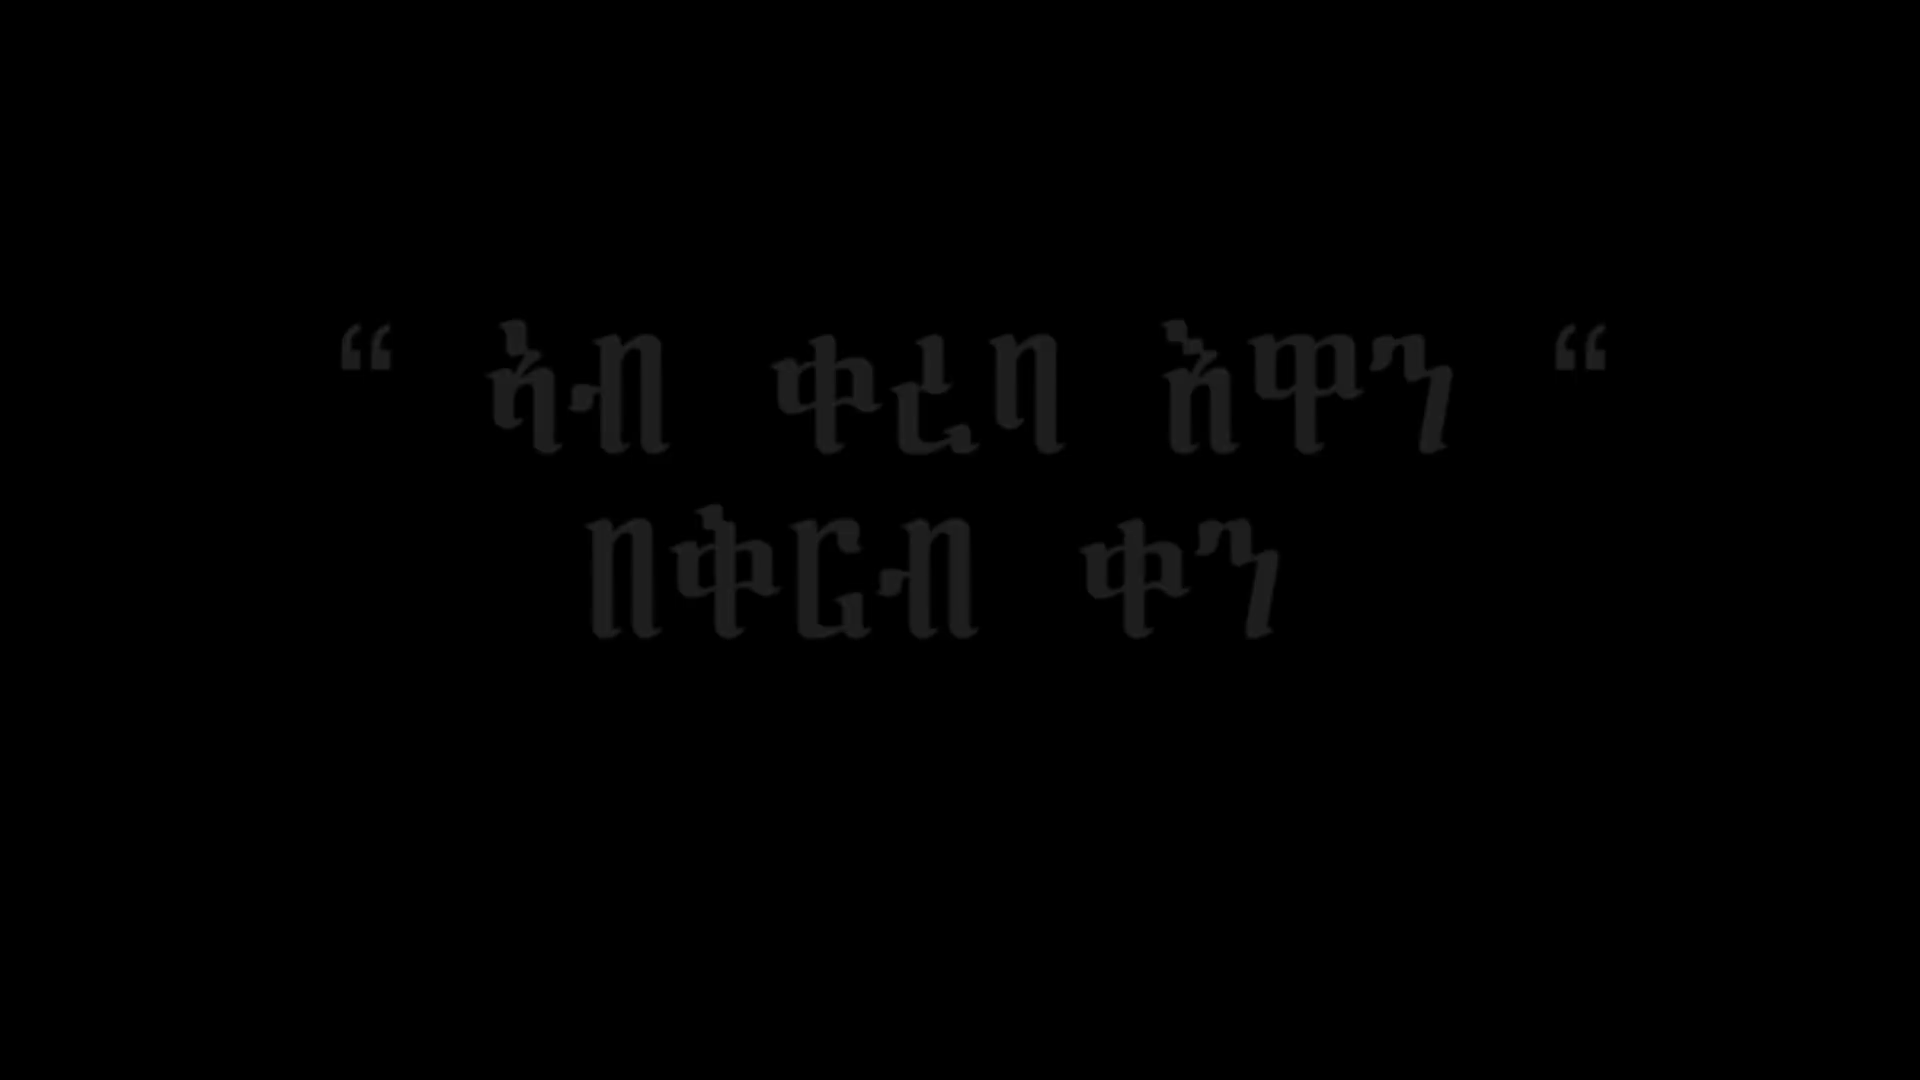 “ ኣብ ቀረባ እዋን “
በቅርብ ቀን